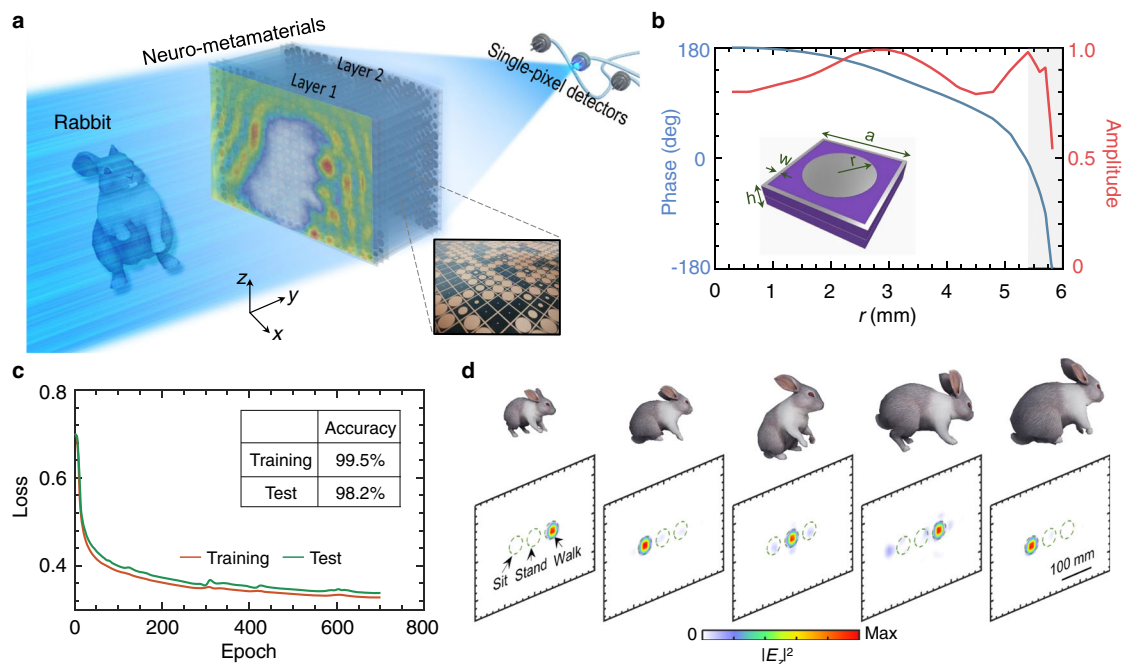 a
Neuro-metamaterials
Layer 2
Layer 1
Single-pixel detectors
Rabbit
z
y
x
b
180
0
-180
Phase (deg)
1.0
0.5
0
Amplitude
a
w
r
h
0 1 2 3 4 5 6
r (mm)
c
0.8
0.6
0.4
Loss
Accuracy
Training 99.5%
Test 98.2%
Training Test
0 200 400 600 800
Epoch
d
Sit Stand Walk
100 mm
0 Max
|E_z|²